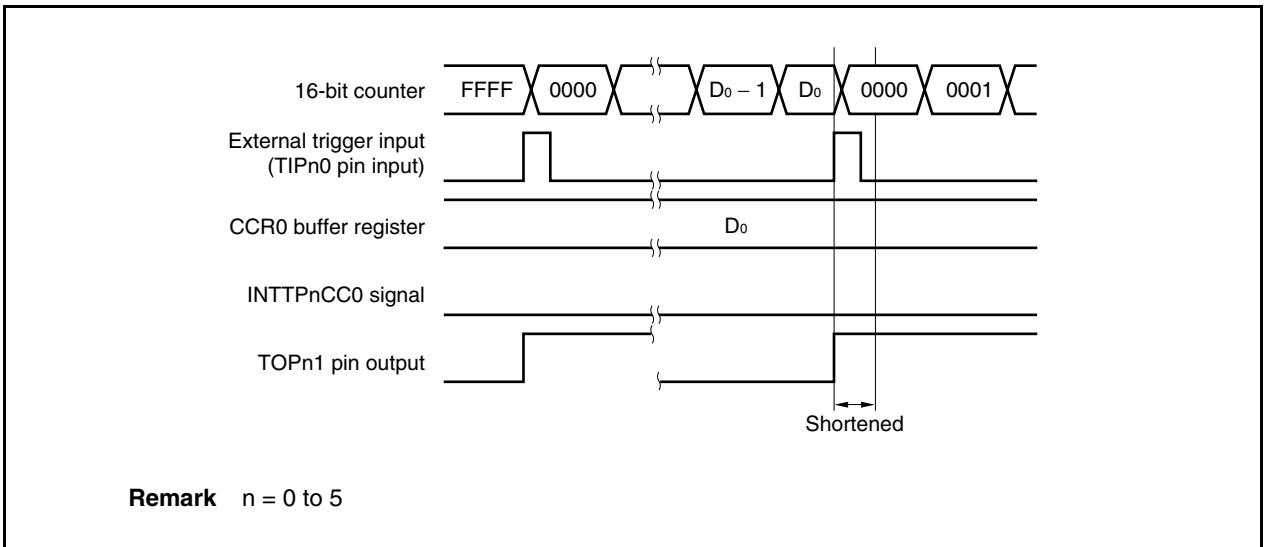 16-bit counter FFFF 0000 D0 − 1 D0 0000 0001
External trigger input
(TIPn0 pin input)
CCR0 buffer register D0
INTTPnCC0 signal
TOPn1 pin output
Shortened
Remark n = 0 to 5